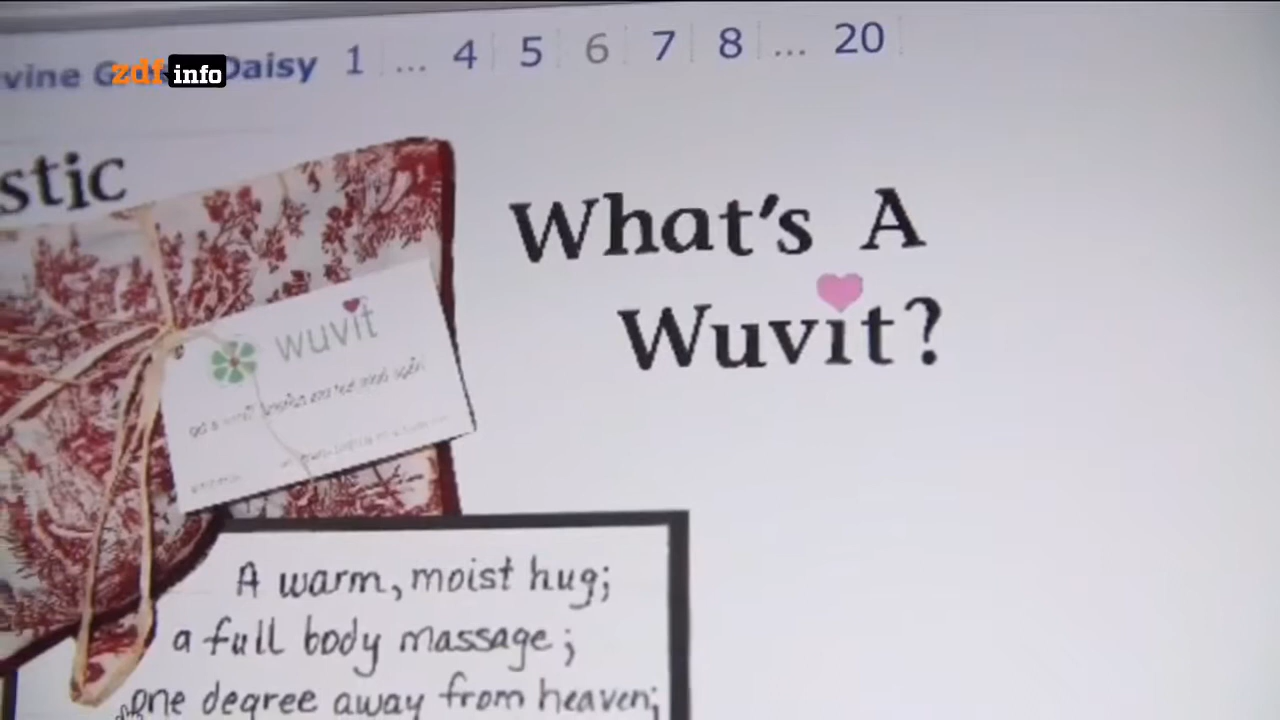 vine G Daisy 1 ... 4 5 6 7 8 ... 20
zdf info
stic
What's A
Wuvit?
wuvit
A warm, moist hug;
a full body massage;
one degree away from heaven;